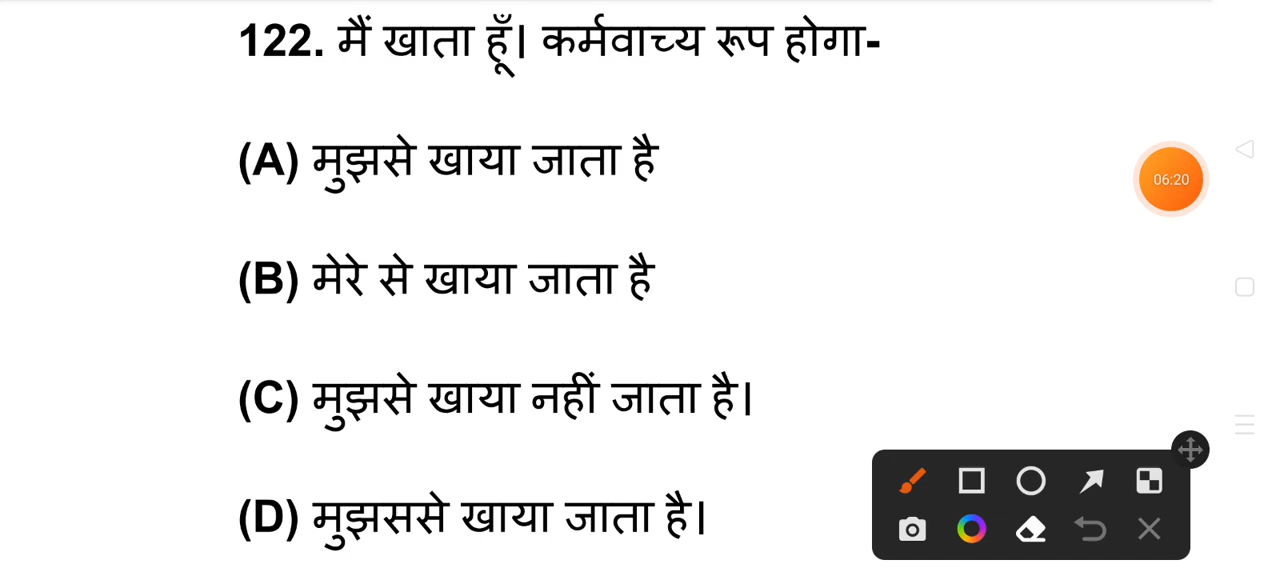 122. मैं खाता हूँ। कर्मवाच्य रूप होगा-
(A) मुझसे खाया जाता है
06:20
(B) मेरे से खाया जाता है
(C) मुझसे खाया नहीं जाता है।
(D) मुझससे खाया जाता है।